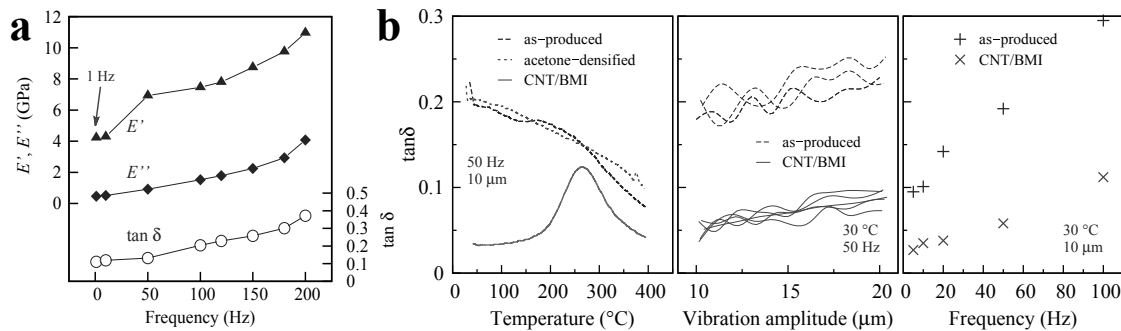 a
12
10
8
6
4
2
0
E', E'' (GPa)
1 Hz
E'
E''
tan δ
0.5
0.4
0.3
0.2
0.1
0
tan δ
0
50
100
150
200
Frequency (Hz)
b
0.3
0.2
0.1
0
tanδ
as−produced
acetone−densified
CNT/BMI
50 Hz
10 μm
0
100
200
300
400
Temperature (°C)
as−produced
CNT/BMI
30 °C
50 Hz
10
15
20
Vibration amplitude (μm)
as−produced
CNT/BMI
30 °C
10 μm
0
20
40
60
80
100
Frequency (Hz)